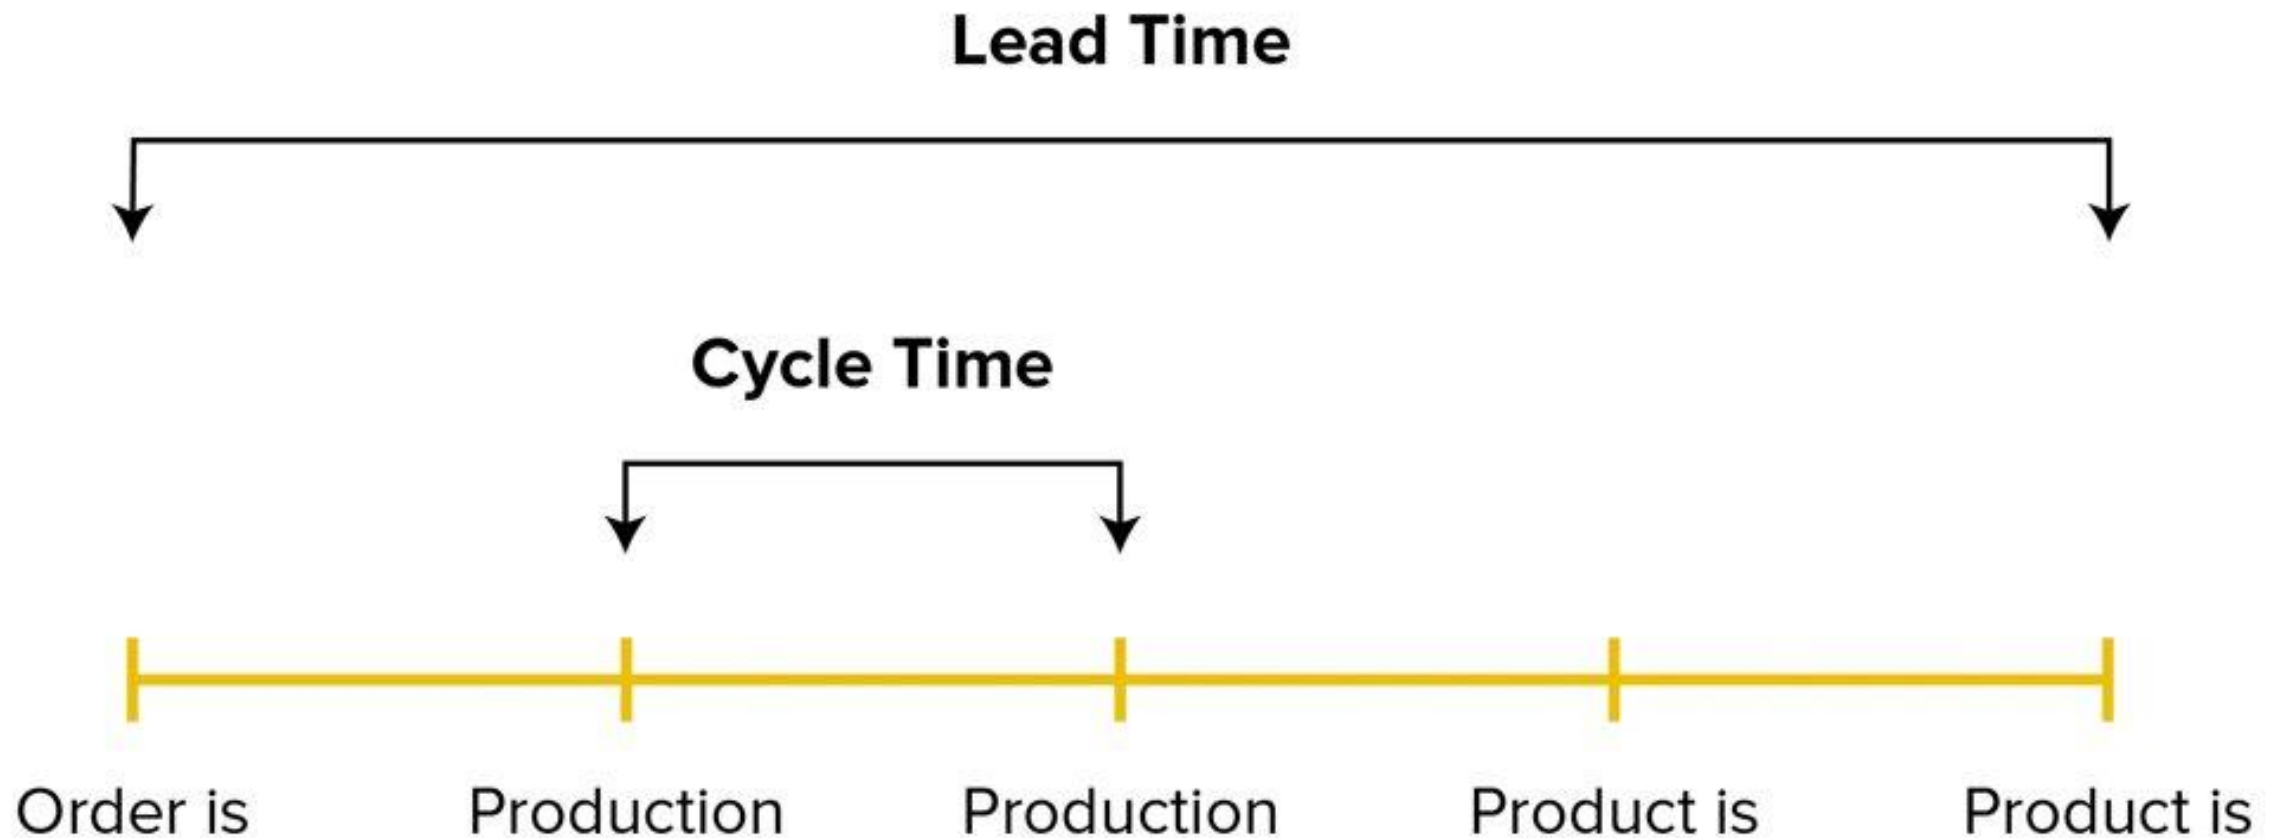 Lead Time
Cycle Time
Order is
Production
Production
Product is
Product is